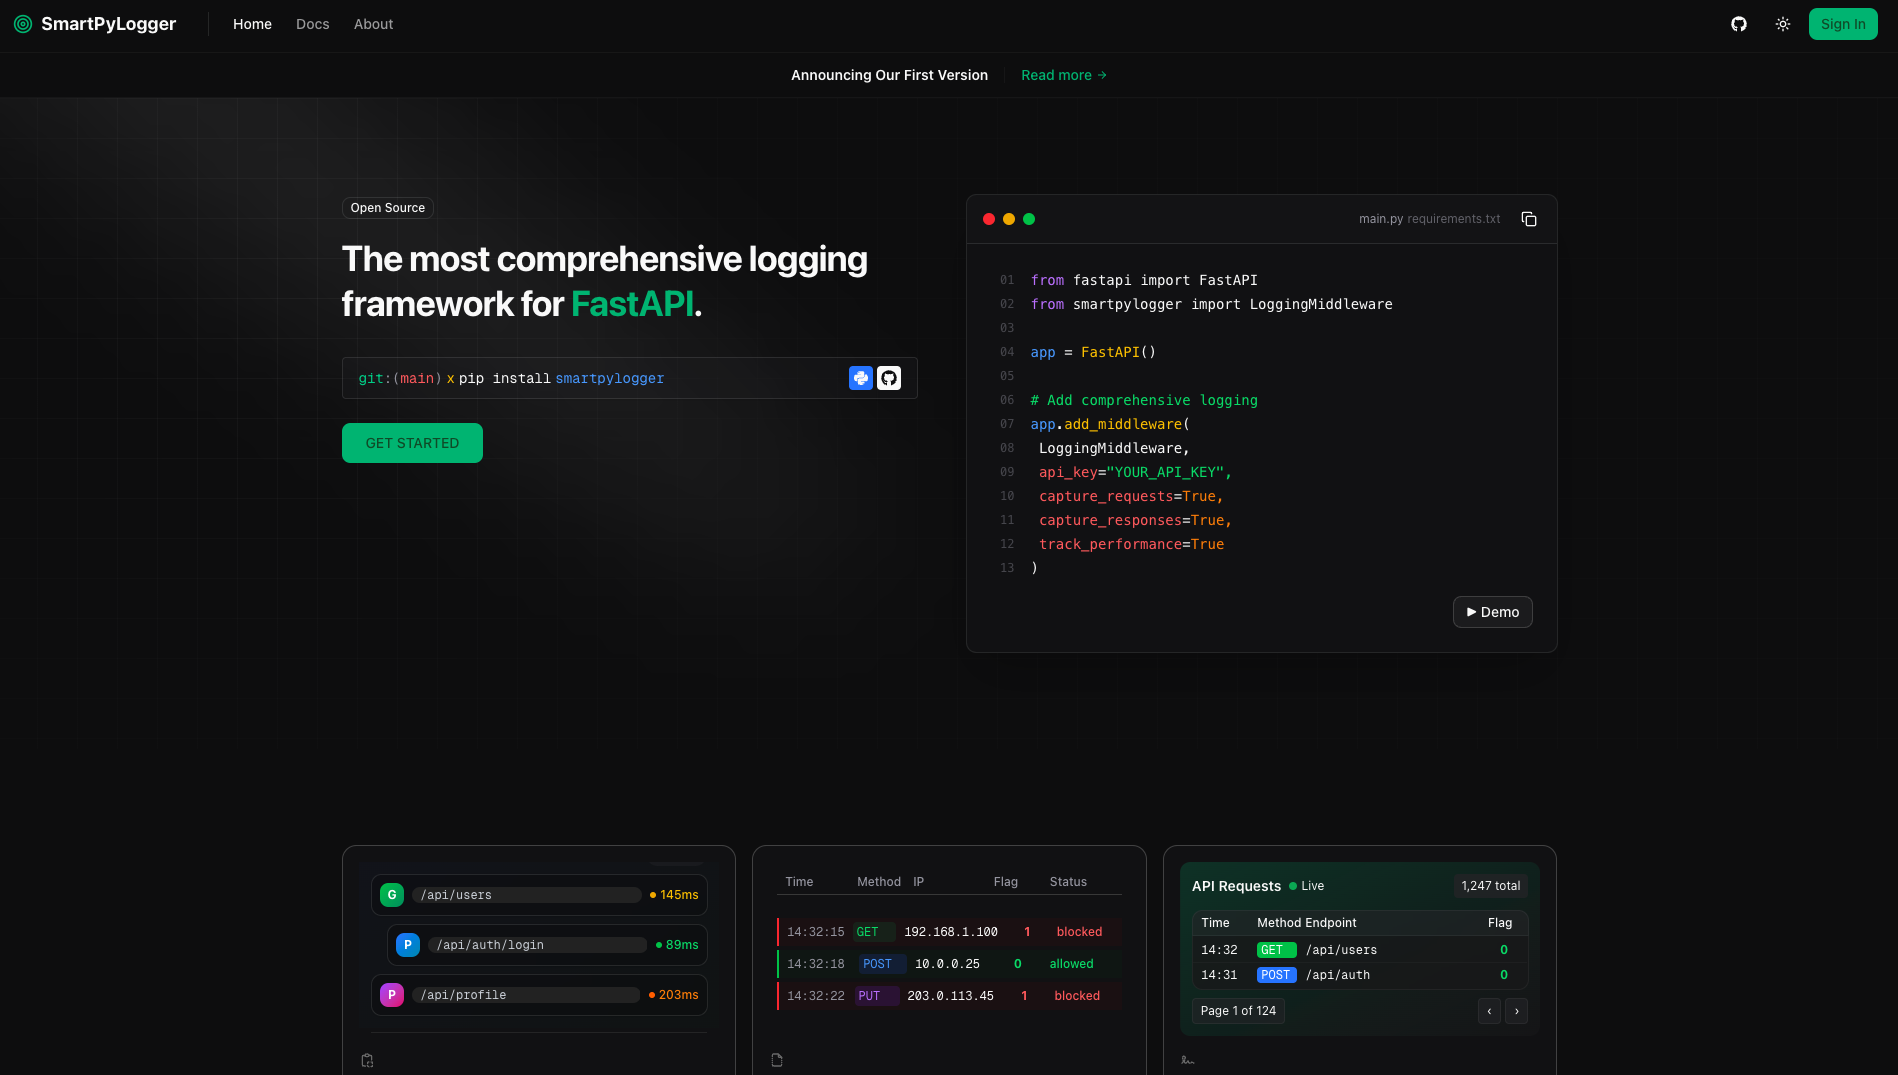 SmartPyLogger
Home Docs About
Sign In
Announcing Our First Version Read more →
Open Source
The most comprehensive logging
framework for FastAPI.
git:(main) x pip install smartpylogger
GET STARTED
main.py requirements.txt
01 from fastapi import FastAPI
02 from smartpylogger import LoggingMiddleware
03
04 app = FastAPI()
05
06 # Add comprehensive logging
07 app.add_middleware(
08 LoggingMiddleware,
09 api_key="YOUR_API_KEY",
10 capture_requests=True,
11 capture_responses=True,
12 track_performance=True
13 )
Demo
G /api/users 145ms
P /api/auth/login 89ms
P /api/profile 203ms
Time Method IP Flag Status
14:32:15 GET 192.168.1.100 1 blocked
14:32:18 POST 10.0.0.25 0 allowed
14:32:22 PUT 203.0.113.45 1 blocked
API Requests Live 1,247 total
Time Method Endpoint Flag
14:32 GET /api/users 0
14:31 POST /api/auth 0
Page 1 of 124 ‹ ›